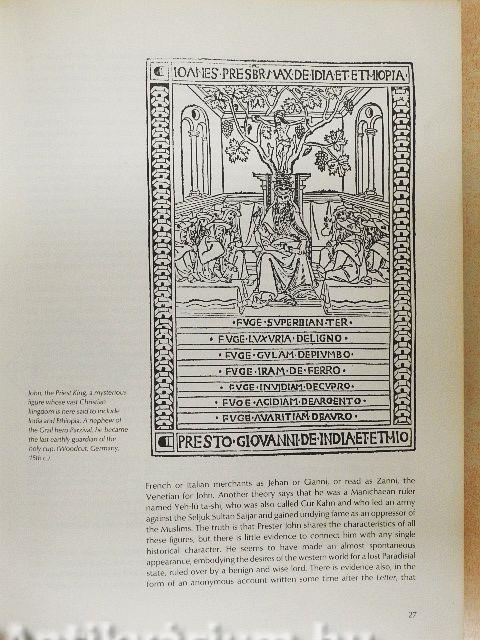 IOANES · PRESBR MAX · DE · IDIA ET · ETHIOPIA
· FVGE · SVPERBIAN · TER ·
· FVGE · LVXVRIA · DE LIGNO ·
· FVGE · GVLAM · DE PIVMBO ·
· FVGE · IRAM · DE · FERRO ·
· FVGE · INVIDIAM · DE CVPRO ·
· FVGE · ACIDIAM · DE ARGENTO ·
· FVGE · AVARITIAM · DE AVRO ·
PRESTO · GIOVANNI · DE · INDIA ET ET MIO
John, the Priest King, a mysterious
figure whose vast Christian
kingdom is here said to include
India and Ethiopia. A nephew of
the Grail hero Parzival, he became
the last earthly guardian of the
holy cup. (Woodcut, Germany,
15th c.)
French or Italian merchants as Jehan or Gianni, or read as Zanni, the
Venetian for John. Another theory says that he was a Manichaean ruler
named Yeh-lü ta-shi, who was also called Gur Kahn and who led an army
against the Seljuk Sultan Saijar and gained undying fame as an oppressor of
the Muslims. The truth is that Prester John shares the characteristics of all
these figures, but there is little evidence to connect him with any single
historical character. He seems to have made an almost spontaneous
appearance, embodying the desires of the western world for a lost Paradisial
state, ruled over by a benign and wise lord. There is evidence also, in the
form of an anonymous account written some time after the Letter, that
27